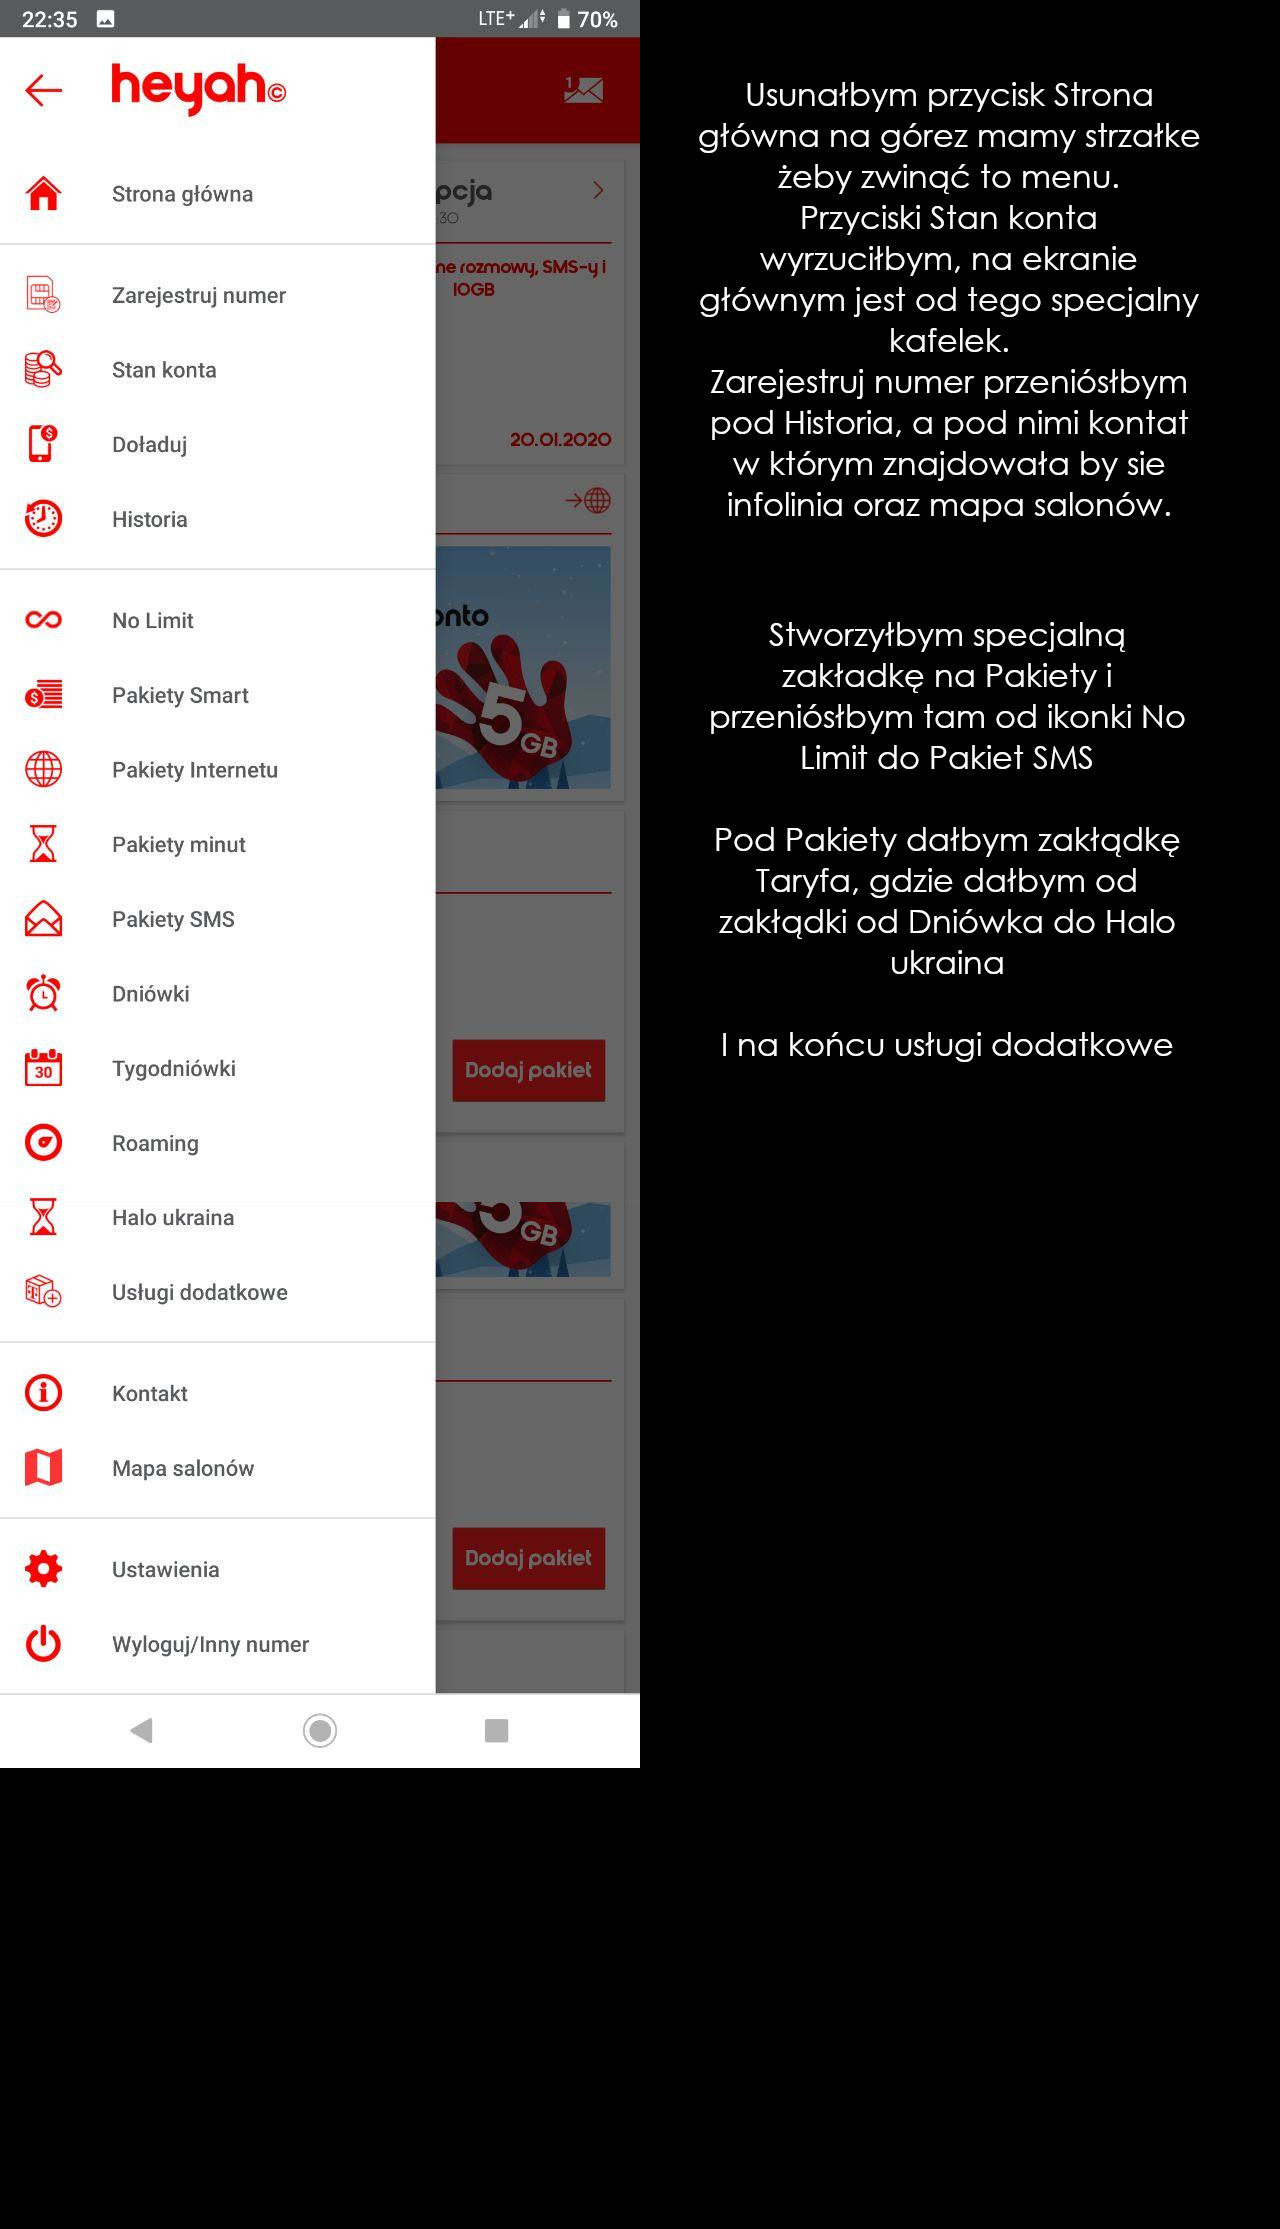 22:35
LTE+
70%
heyah©
1
Strona główna
Zarejestruj numer
Stan konta
Doładuj
Historia
No Limit
Pakiety Smart
Pakiety Internetu
Pakiety minut
Pakiety SMS
Dniówki
30
Tygodniówki
Roaming
Halo ukraina
Usługi dodatkowe
Kontakt
Mapa salonów
Ustawienia
Wyloguj/Inny numer
pcja
:30
ne rozmowy, SMS-y i
10GB
20.01.2020
onto
5
GB
Dodaj pakiet
5
GB
Dodaj pakiet
Usunałbym przycisk Strona
główna na górez mamy strzałke
żeby zwinąć to menu.
Przyciski Stan konta
wyrzuciłbym, na ekranie
głównym jest od tego specjalny
kafelek.
Zarejestruj numer przeniósłbym
pod Historia, a pod nimi kontat
w którym znajdowała by sie
infolinia oraz mapa salonów.
Stworzyłbym specjalną
zakładkę na Pakiety i
przeniósłbym tam od ikonki No
Limit do Pakiet SMS
Pod Pakiety dałbym zakłądkę
Taryfa, gdzie dałbym od
zakłądki od Dniówka do Halo
ukraina
I na końcu usługi dodatkowe